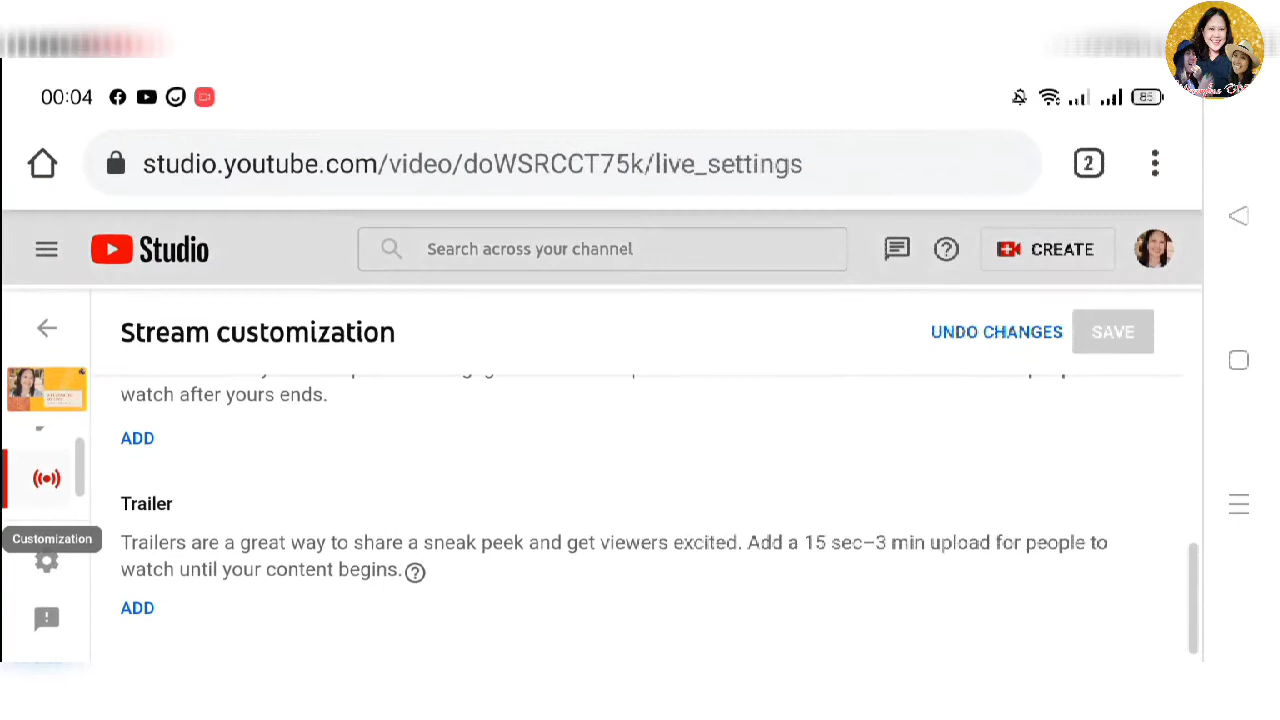 00:04
85
studio.youtube.com/video/doWSRCCT75k/live_settings
2
Studio
Search across your channel
CREATE
Stream customization
UNDO CHANGES
SAVE
watch after yours ends.
ADD
Trailer
Customization
Trailers are a great way to share a sneak peek and get viewers excited. Add a 15 sec–3 min upload for people to
watch until your content begins.
ADD